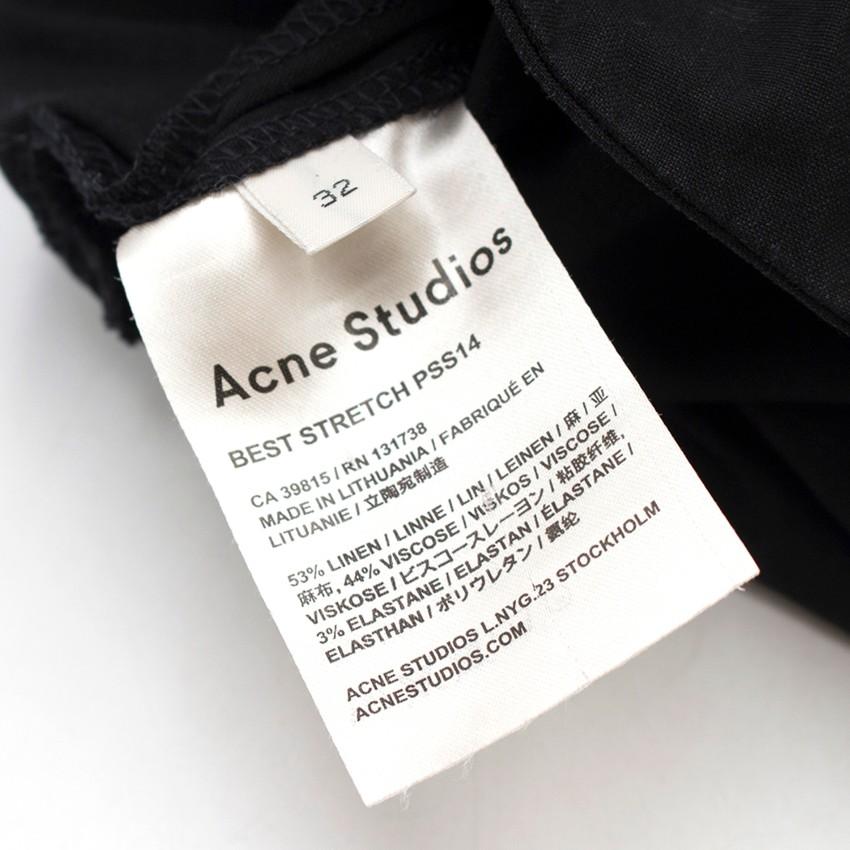 32
Acne Studios
BEST STRETCH PSS14
CA 39815 / RN 131738
MADE IN LITHUANIA / FABRIQUÉ EN
LITUANIE / 立陶宛制造
53% LINEN / LINNE / LIN / LEINEN / 麻 / 亚
麻布, 44% VISCOSE / VISKOS / VISCOSE /
VISKOSE / ビスコースレーヨン / 粘胶纤维,
3% ELASTANE / ELASTAN / ÉLASTANE /
ELASTHAN / ポリウレタン / 氨纶
ACNE STUDIOS L.NYG.23 STOCKHOLM
ACNESTUDIOS.COM